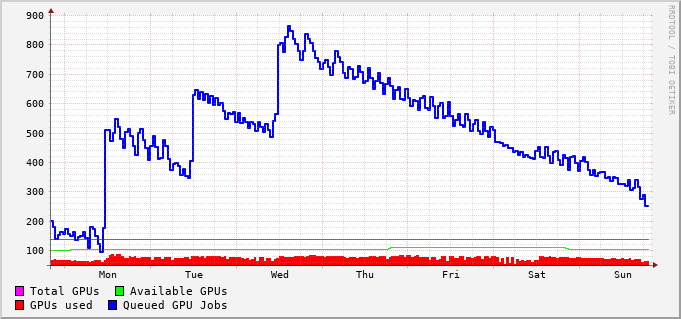 900
800
700
600
500
400
300
200
100
Mon Tue Wed Thu Fri Sat Sun
Total GPUs Available GPUs
GPUs used Queued GPU Jobs
RRDTOOL / TOBI OETIKER